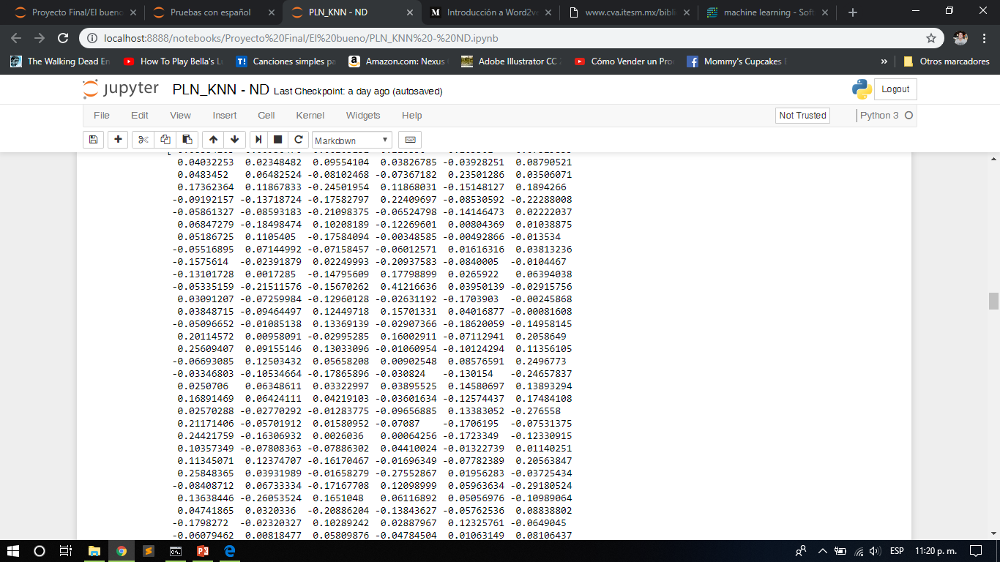 Proyecto Final/El bueno
Pruebas con español
PLN_KNN - ND
Introducción a Word2ve
www.cva.itesm.mx/bibli
machine learning - Sof
localhost:8888/notebooks/Proyecto%20Final/El%20bueno/PLN_KNN%20-%20ND.ipynb
The Walking Dead En
How To Play Bella's Lu
T!
Canciones simples pa
Amazon.com: Nexus
Adobe Illustrator CC
Cómo Vender un Pro
Mommy's Cupcakes
»
Otros marcadores
jupyter PLN_KNN - ND Last Checkpoint: a day ago (autosaved)
Logout
File Edit View Insert Cell Kernel Widgets Help
Not Trusted
Python 3
Markdown
0.04032253 0.02348482 0.09554104 0.03826785 -0.03928251 0.08790521
0.0483452 0.06482524 -0.08102468 -0.07367182 0.23501286 0.03506071
0.17362364 0.11867833 -0.24501954 0.11868031 -0.15148127 0.1894266
-0.09192157 -0.13718724 -0.17582797 0.22409697 -0.08530592 -0.22288008
-0.05861327 -0.08593183 -0.21098375 -0.06524798 -0.14146473 0.02222037
0.06847279 -0.18498474 0.10208189 -0.12269601 0.00804369 0.01038875
0.05186725 0.1105405 -0.17584094 -0.00348585 -0.00492866 -0.013534
-0.05516895 0.07144992 -0.07158457 -0.06012571 0.01616316 0.03813236
-0.1575614 -0.02391879 0.02249993 -0.20937583 -0.0840005 -0.0104467
-0.13101728 0.0017285 -0.14795609 0.17798899 0.0265922 0.06394038
-0.05335159 -0.21511576 -0.15670262 0.41216636 0.03950139 -0.02915756
0.03091207 -0.07259984 -0.12960128 -0.02631192 -0.1703903 -0.00245868
0.03848715 -0.09464497 0.12449718 0.15701331 0.04016877 -0.00081608
-0.05096652 -0.01085138 0.13369139 -0.02907366 -0.18620059 -0.14958145
0.20114572 0.00958091 -0.02995285 0.16002911 -0.07112941 0.2058649
0.25609407 0.09155146 0.13033096 -0.01060954 -0.10124294 0.11356105
-0.06693085 0.12503432 0.05658208 0.00902548 0.08576591 0.2496773
-0.03346803 -0.10534664 -0.17865896 -0.030824 -0.130154 -0.24657837
0.0250706 0.06348611 0.03322997 0.03895525 0.14580697 0.13893294
0.16891469 0.06424111 0.04219103 -0.03601634 -0.12574437 0.17484108
0.02570288 -0.02770292 -0.01283775 -0.09656885 0.13383052 -0.276558
0.21171406 -0.05701912 0.01580952 -0.07087 -0.1706195 -0.07531375
0.24421759 -0.16306932 0.0026036 0.00064256 -0.1723349 -0.12330915
0.10357349 -0.07808363 -0.07886302 0.04410024 -0.01322739 0.01140251
0.11345071 0.12374707 -0.16170467 -0.01696349 -0.07782389 0.20563847
0.25848365 0.03931989 -0.01658279 -0.27552867 0.01956283 -0.03725434
-0.08408712 0.06733334 -0.17167708 0.12098999 0.05963634 -0.29180524
0.13638446 -0.26053524 0.1651048 0.06116892 0.05056976 -0.10989064
0.04741865 0.0320336 -0.20886204 -0.13843627 -0.05762536 0.08838802
-0.1798272 -0.02320327 0.10289242 0.02887967 0.12325761 -0.0649045
-0.06079462 0.00818477 0.05809876 -0.04784504 0.01063149 0.08106437
ESP
11:20 p. m.